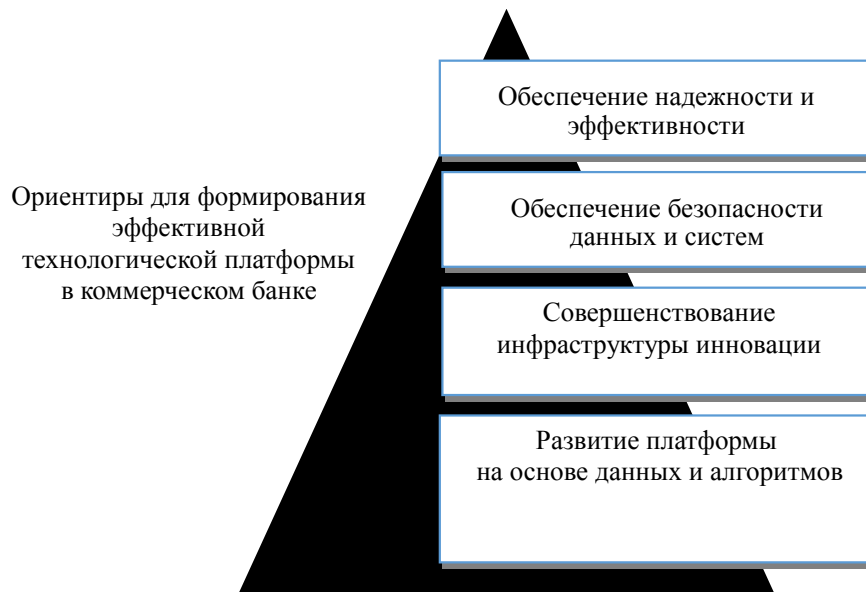 Ориентиры для формирования
эффективной
технологической платформы
в коммерческом банке
Обеспечение надежности и
эффективности
Обеспечение безопасности
данных и систем
Совершенствование
инфраструктуры инновации
Развитие платформы
на основе данных и алгоритмов